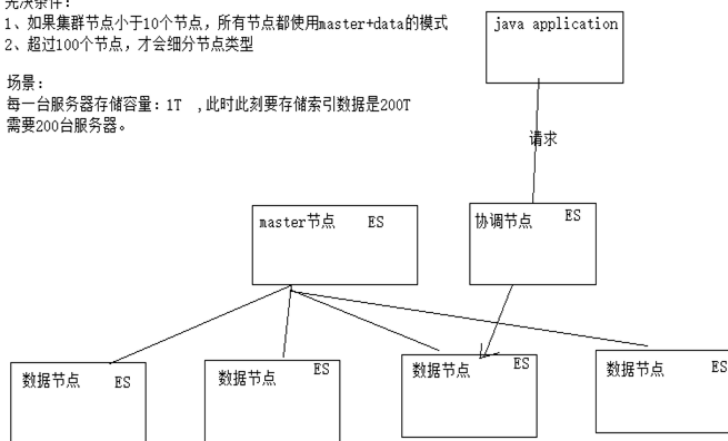 先决条件:
1、如果集群节点小于10个节点，所有节点都使用master+data的模式
2、超过100个节点，才会细分节点类型
场景:
每一台服务器存储容量: 1T ,此时此刻要存储索引数据是200T
需要200台服务器。
java application
请求
master节点 ES
协调节点 ES
数据节点 ES
数据节点 ES
数据节点 ES
数据节点 ES